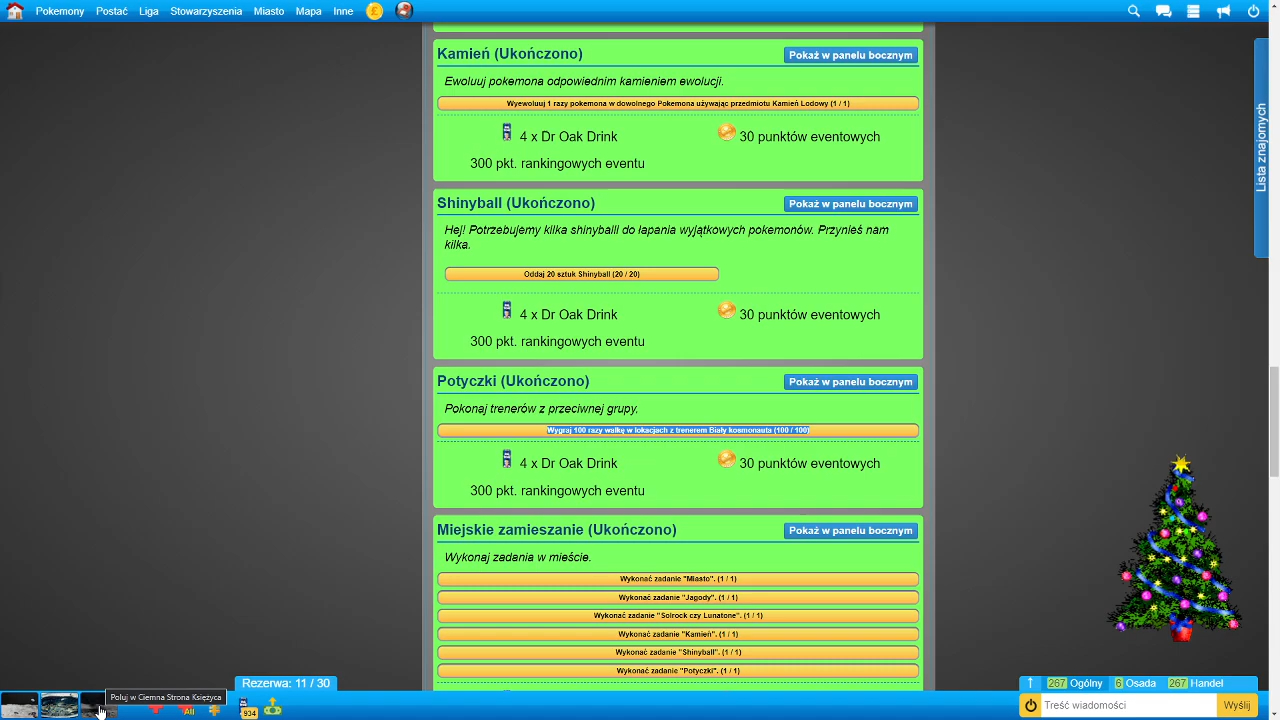 Pokemony Postać Liga Stowarzyszenia Miasto Mapa Inne
Lista znajomych
Kamień (Ukończono) Pokaż w panelu bocznym
Ewoluuj pokemona odpowiednim kamieniem ewolucji.
Wyewoluuj 1 razy pokemona w dowolnego Pokemona używając przedmiotu Kamień Lodowy (1 / 1)
4 x Dr Oak Drink 30 punktów eventowych
300 pkt. rankingowych eventu
Shinyball (Ukończono) Pokaż w panelu bocznym
Hej! Potrzebujemy kilka shinyballi do łapania wyjątkowych pokemonów. Przynieś nam
kilka.
Oddaj 20 sztuk Shinyball (20 / 20)
4 x Dr Oak Drink 30 punktów eventowych
300 pkt. rankingowych eventu
Potyczki (Ukończono) Pokaż w panelu bocznym
Pokonaj trenerów z przeciwnej grupy.
Wygraj 100 razy walkę w lokacjach z trenerem Biały kosmonauta (100 / 100)
4 x Dr Oak Drink 30 punktów eventowych
300 pkt. rankingowych eventu
Miejskie zamieszanie (Ukończono) Pokaż w panelu bocznym
Wykonaj zadania w mieście.
Wykonać zadanie "Miasto". (1 / 1)
Wykonać zadanie "Jagody". (1 / 1)
Wykonać zadanie "Solrock czy Lunatone". (1 / 1)
Wykonać zadanie "Kamień". (1 / 1)
Wykonać zadanie "Shinyball". (1 / 1)
Wykonać zadanie "Potyczki". (1 / 1)
Rezerwa: 11 / 30
267 Ogólny 6 Osada 267 Handel
Poluj w Ciemna Strona Księżyca
All
934
Treść wiadomości Wyślij